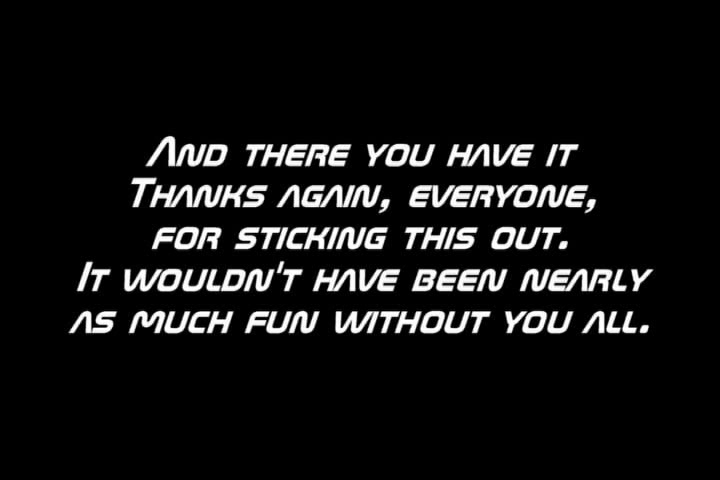 And there you have it
Thanks again, everyone,
for sticking this out.
It wouldn't have been nearly
as much fun without you all.